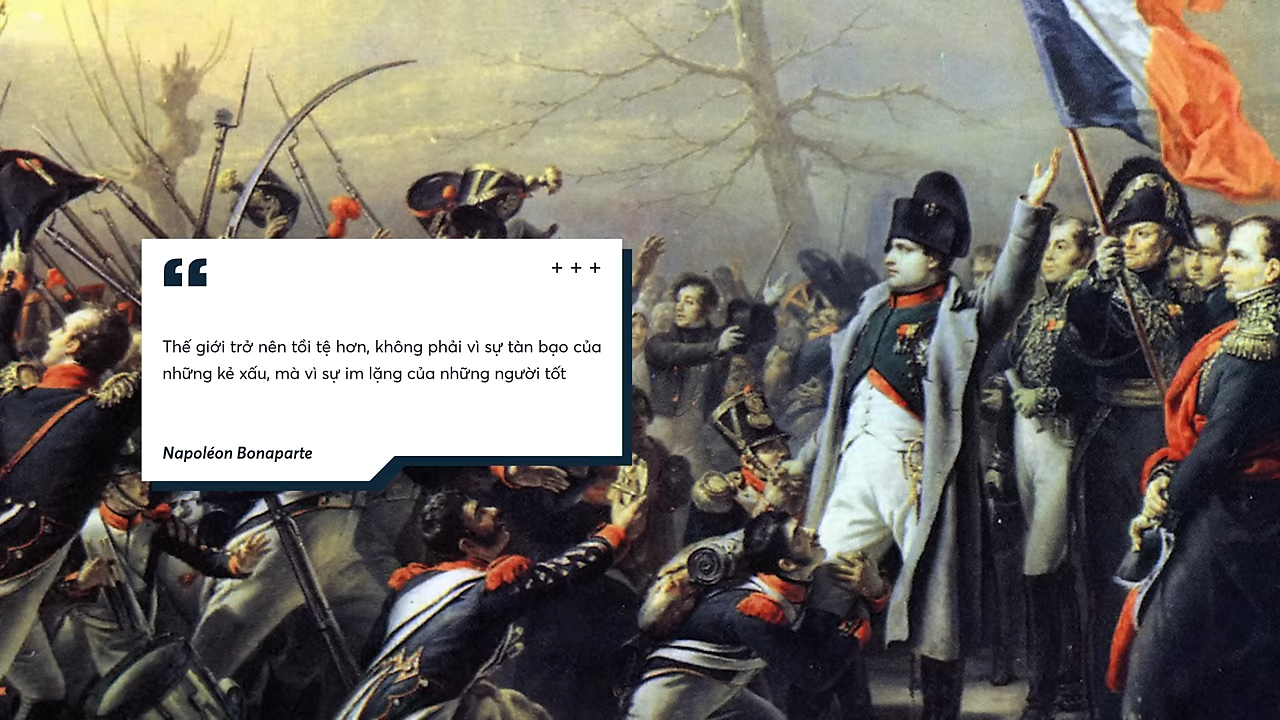 Thế giới trở nên tồi tệ hơn, không phải vì sự tàn bạo của
những kẻ xấu, mà vì sự im lặng của những người tốt
Napoléon Bonaparte